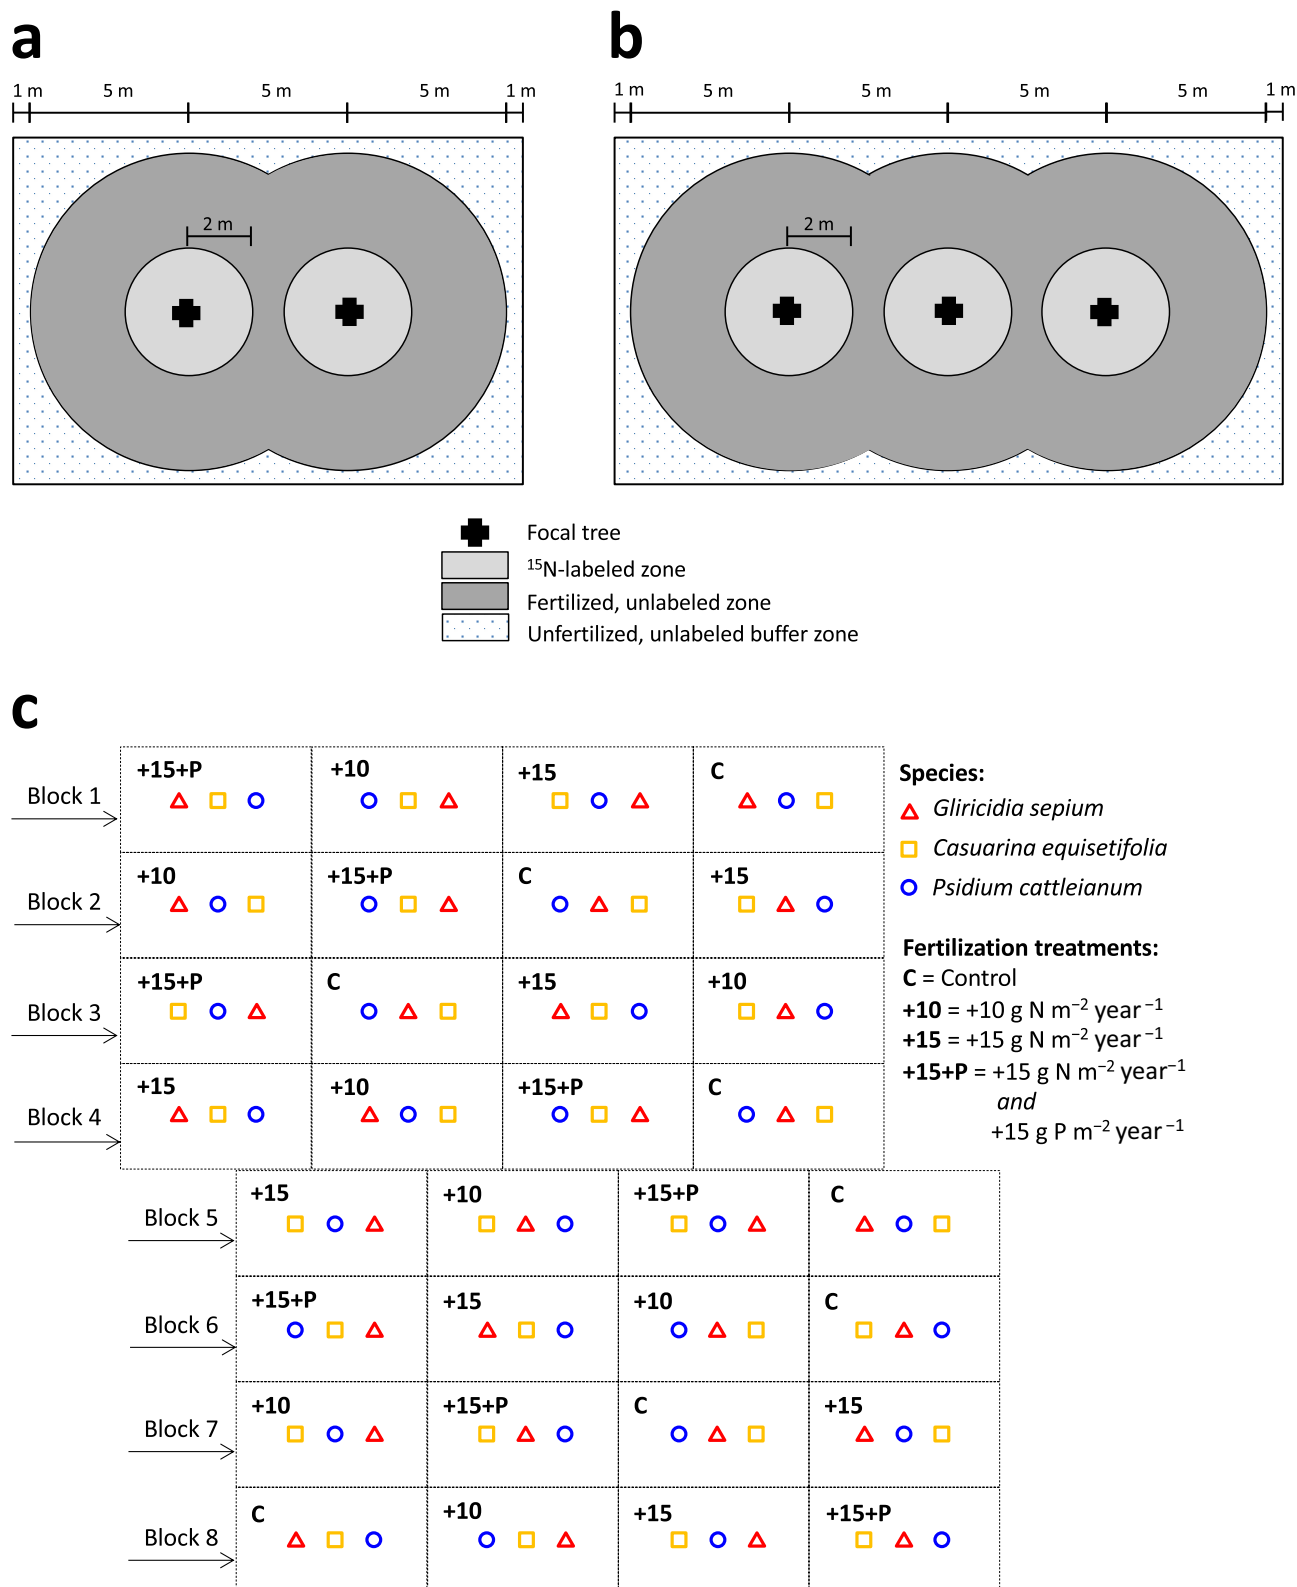 a
b
1 m 5 m 5 m 5 m 1 m
1 m 5 m 5 m 5 m 5 m 1 m
2 m
2 m
Focal tree
¹⁵N-labeled zone
Fertilized, unlabeled zone
Unfertilized, unlabeled buffer zone
c
Block 1
+15+P
+10
+15
C
Block 2
+10
+15+P
C
+15
Block 3
+15+P
C
+15
+10
Block 4
+15
+10
+15+P
C
Species:
Gliricidia sepium
Casuarina equisetifolia
Psidium cattleianum
Fertilization treatments:
C = Control
+10 = +10 g N m⁻² year⁻¹
+15 = +15 g N m⁻² year⁻¹
+15+P = +15 g N m⁻² year⁻¹
and
+15 g P m⁻² year⁻¹
Block 5
+15
+10
+15+P
C
Block 6
+15+P
+15
+10
C
Block 7
+10
+15+P
C
+15
Block 8
C
+10
+15
+15+P